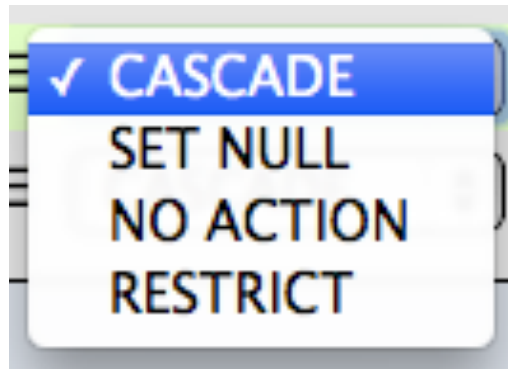 ✓ CASCADE
SET NULL
NO ACTION
RESTRICT